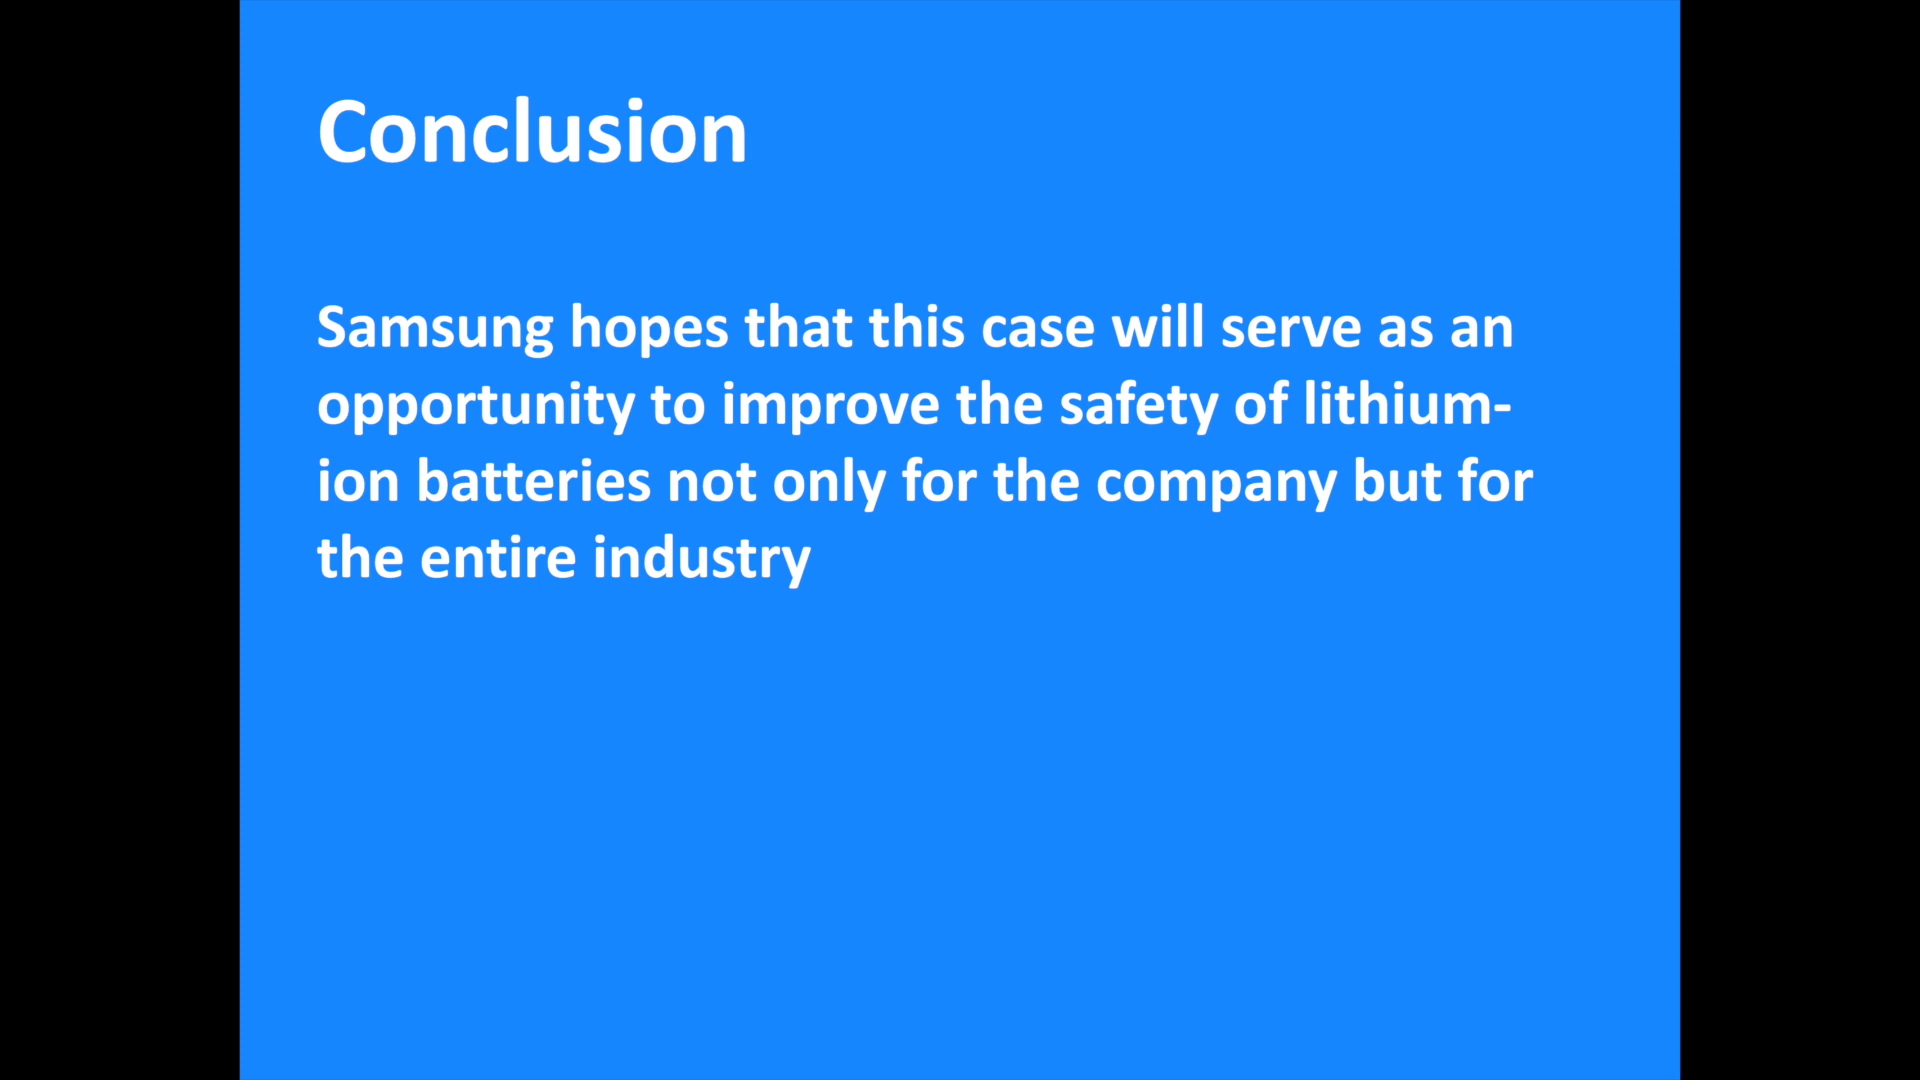 Conclusion
Samsung hopes that this case will serve as an
opportunity to improve the safety of lithium-
ion batteries not only for the company but for
the entire industry